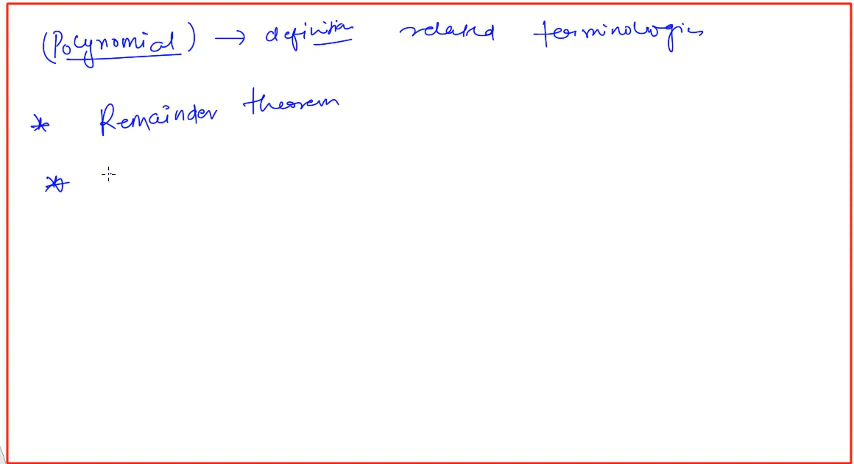 (Polynomial) → definition related terminologies
* Remainder theorem
*